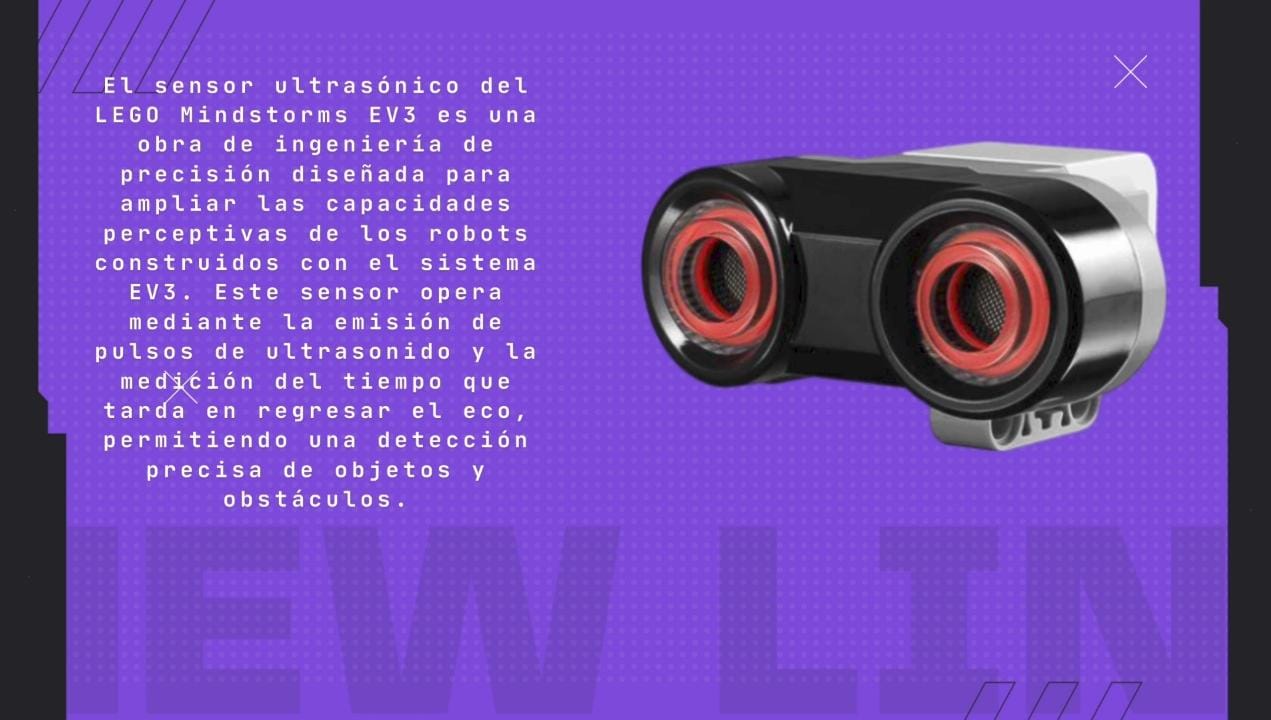 El sensor ultrasónico del
LEGO Mindstorms EV3 es una
obra de ingeniería de
precisión diseñada para
ampliar las capacidades
perceptivas de los robots
construidos con el sistema
EV3. Este sensor opera
mediante la emisión de
pulsos de ultrasonido y la
medición del tiempo que
tarda en regresar el eco,
permitiendo una detección
precisa de objetos y
obstáculos.
EW LIN